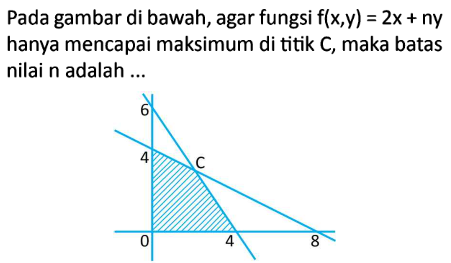 Pada gambar di bawah, agar fungsi f(x,y) = 2x + ny
hanya mencapai maksimum di titik C, maka batas
nilai n adalah ...
6
4
C
0
4
8